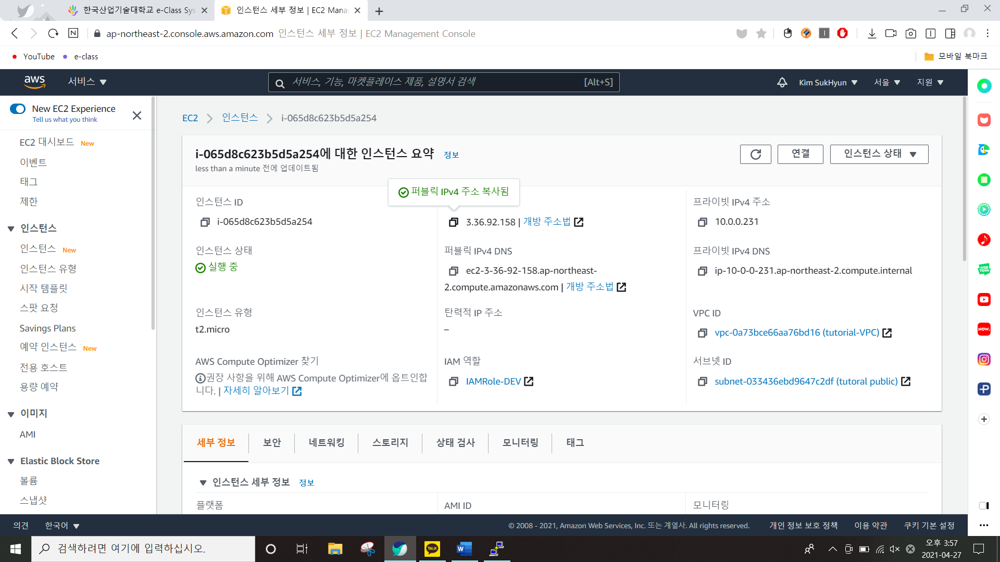 한국산업기술대학교 e-Class Sys
인스턴스 세부 정보 | EC2 Mana
ap-northeast-2.console.aws.amazon.com 인스턴스 세부 정보 | EC2 Management Console
YouTube
e-class
모바일 북마크
aws
서비스
서비스, 기능, 마켓플레이스 제품, 설명서 검색
[Alt+S]
Kim SukHyun
서울
지원
New EC2 Experience
Tell us what you think
EC2 대시보드 New
이벤트
태그
제한
인스턴스
인스턴스 New
인스턴스 유형
시작 템플릿
스팟 요청
Savings Plans
예약 인스턴스 New
전용 호스트
용량 예약
이미지
AMI
Elastic Block Store
볼륨
스냅샷
EC2
인스턴스
i-065d8c623b5d5a254
i-065d8c623b5d5a254에 대한 인스턴스 요약 정보
less than a minute 전에 업데이트됨
연결
인스턴스 상태
퍼블릭 IPv4 주소 복사됨
인스턴스 ID
i-065d8c623b5d5a254
3.36.92.158 | 개방 주소법
프라이빗 IPv4 주소
10.0.0.231
인스턴스 상태
실행 중
퍼블릭 IPv4 DNS
ec2-3-36-92-158.ap-northeast-
2.compute.amazonaws.com | 개방 주소법
프라이빗 IPv4 DNS
ip-10-0-0-231.ap-northeast-2.compute.internal
인스턴스 유형
t2.micro
탄력적 IP 주소
–
VPC ID
vpc-0a73bce66aa76bd16 (tutorial-VPC)
AWS Compute Optimizer 찾기
권장 사항을 위해 AWS Compute Optimizer에 옵트인합
니다. | 자세히 알아보기
IAM 역할
IAMRole-DEV
서브넷 ID
subnet-033436ebd9647c2df (tutoral public)
세부 정보
보안
네트워킹
스토리지
상태 검사
모니터링
태그
인스턴스 세부 정보 정보
플랫폼
AMI ID
모니터링
WEB
TOON
NOW.
의견
한국어
© 2008 - 2021, Amazon Web Services, Inc. 또는 계열사. All rights reserved.
개인 정보 보호 정책
이용 약관
쿠키 기본 설정
검색하려면 여기에 입력하십시오.
TALK
오후 3:57
2021-04-27